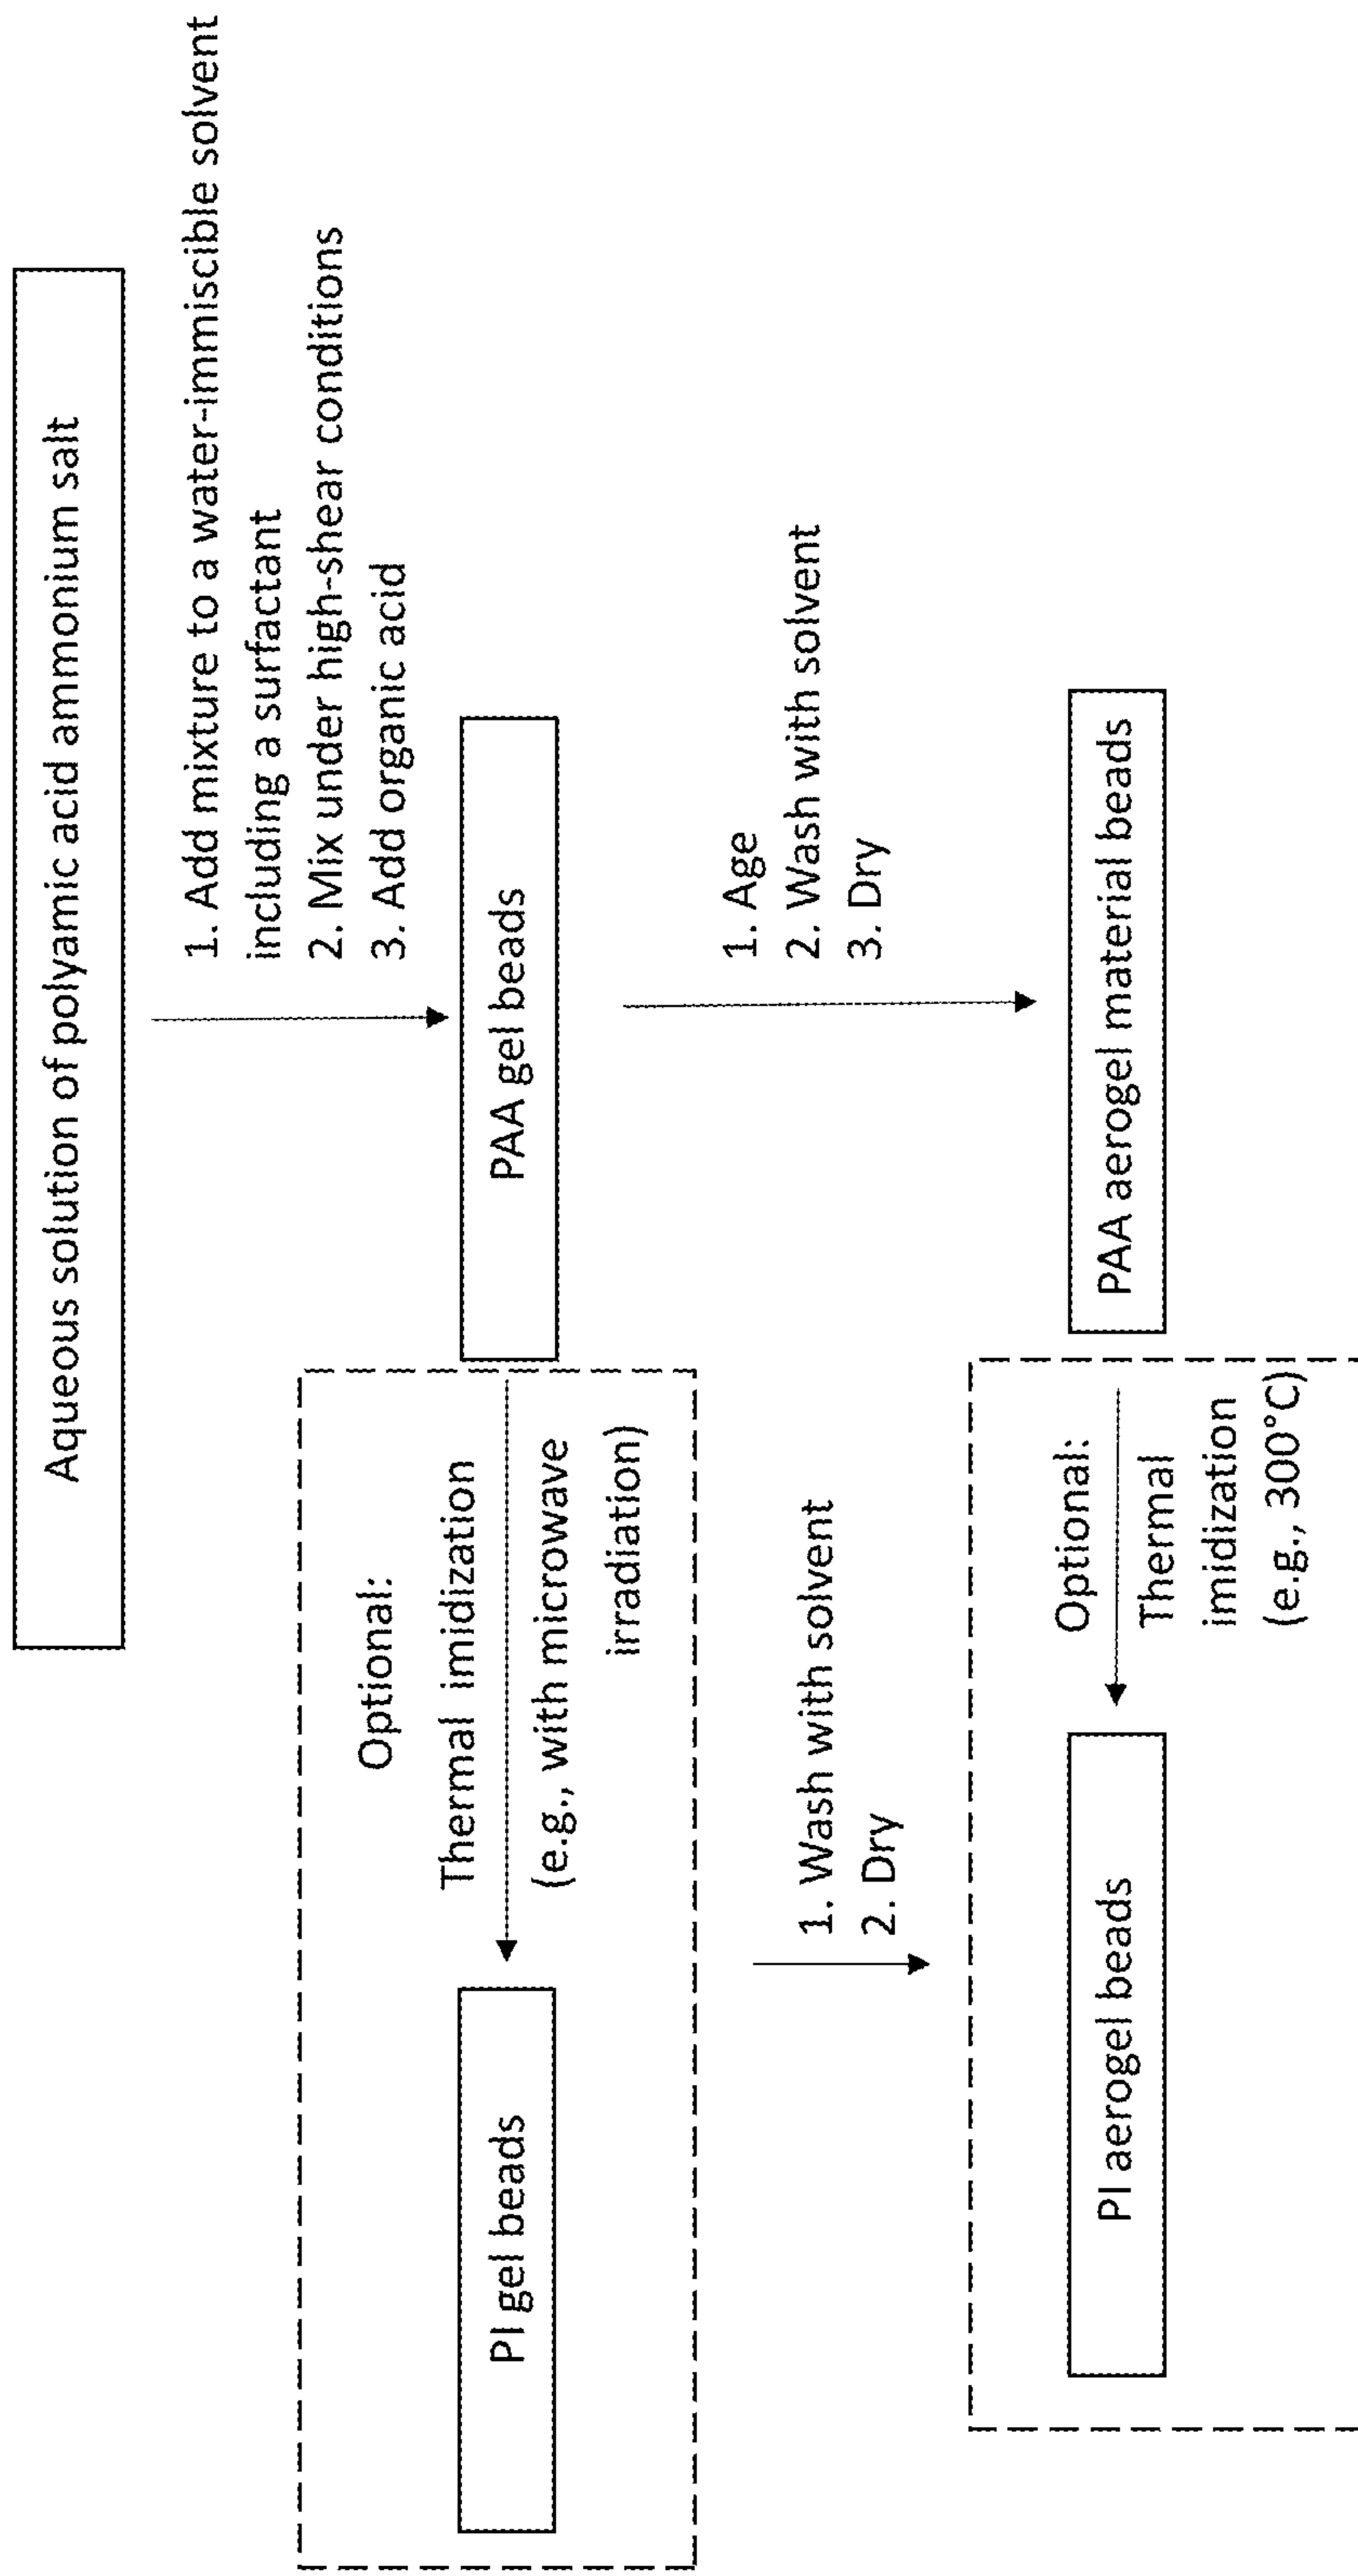 Aqueous solution of polyamic acid ammonium salt
1. Add mixture to a water-immiscible solvent
including a surfactant
2. Mix under high-shear conditions
3. Add organic acid
Optional:
Thermal imidization
(e.g., with microwave
irradiation)
PI gel beads
PAA gel beads
1. Wash with solvent
2. Dry
1. Age
2. Wash with solvent
3. Dry
Optional:
Thermal
imidization
(e.g., 300°C)
PI aerogel beads
PAA aerogel material beads